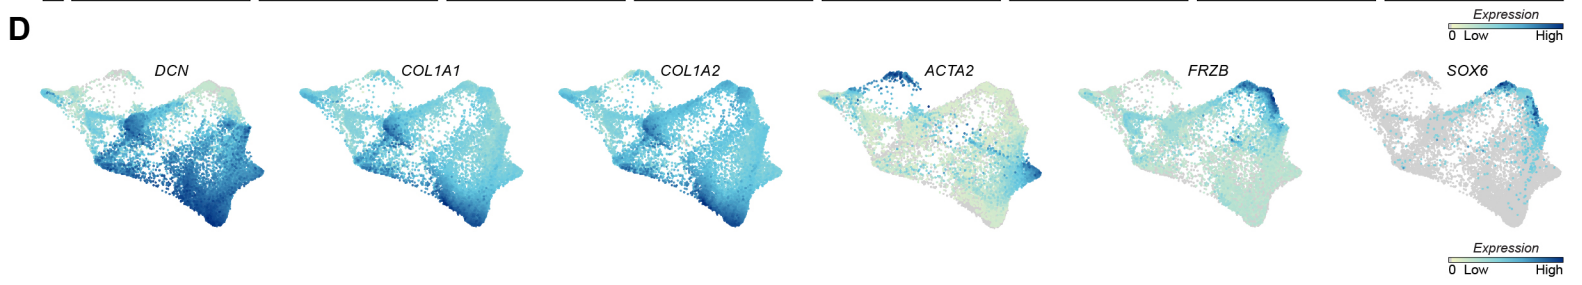 D
Expression
0 Low High
DCN COL1A1 COL1A2 ACTA2 FRZB SOX6
Expression
0 Low High